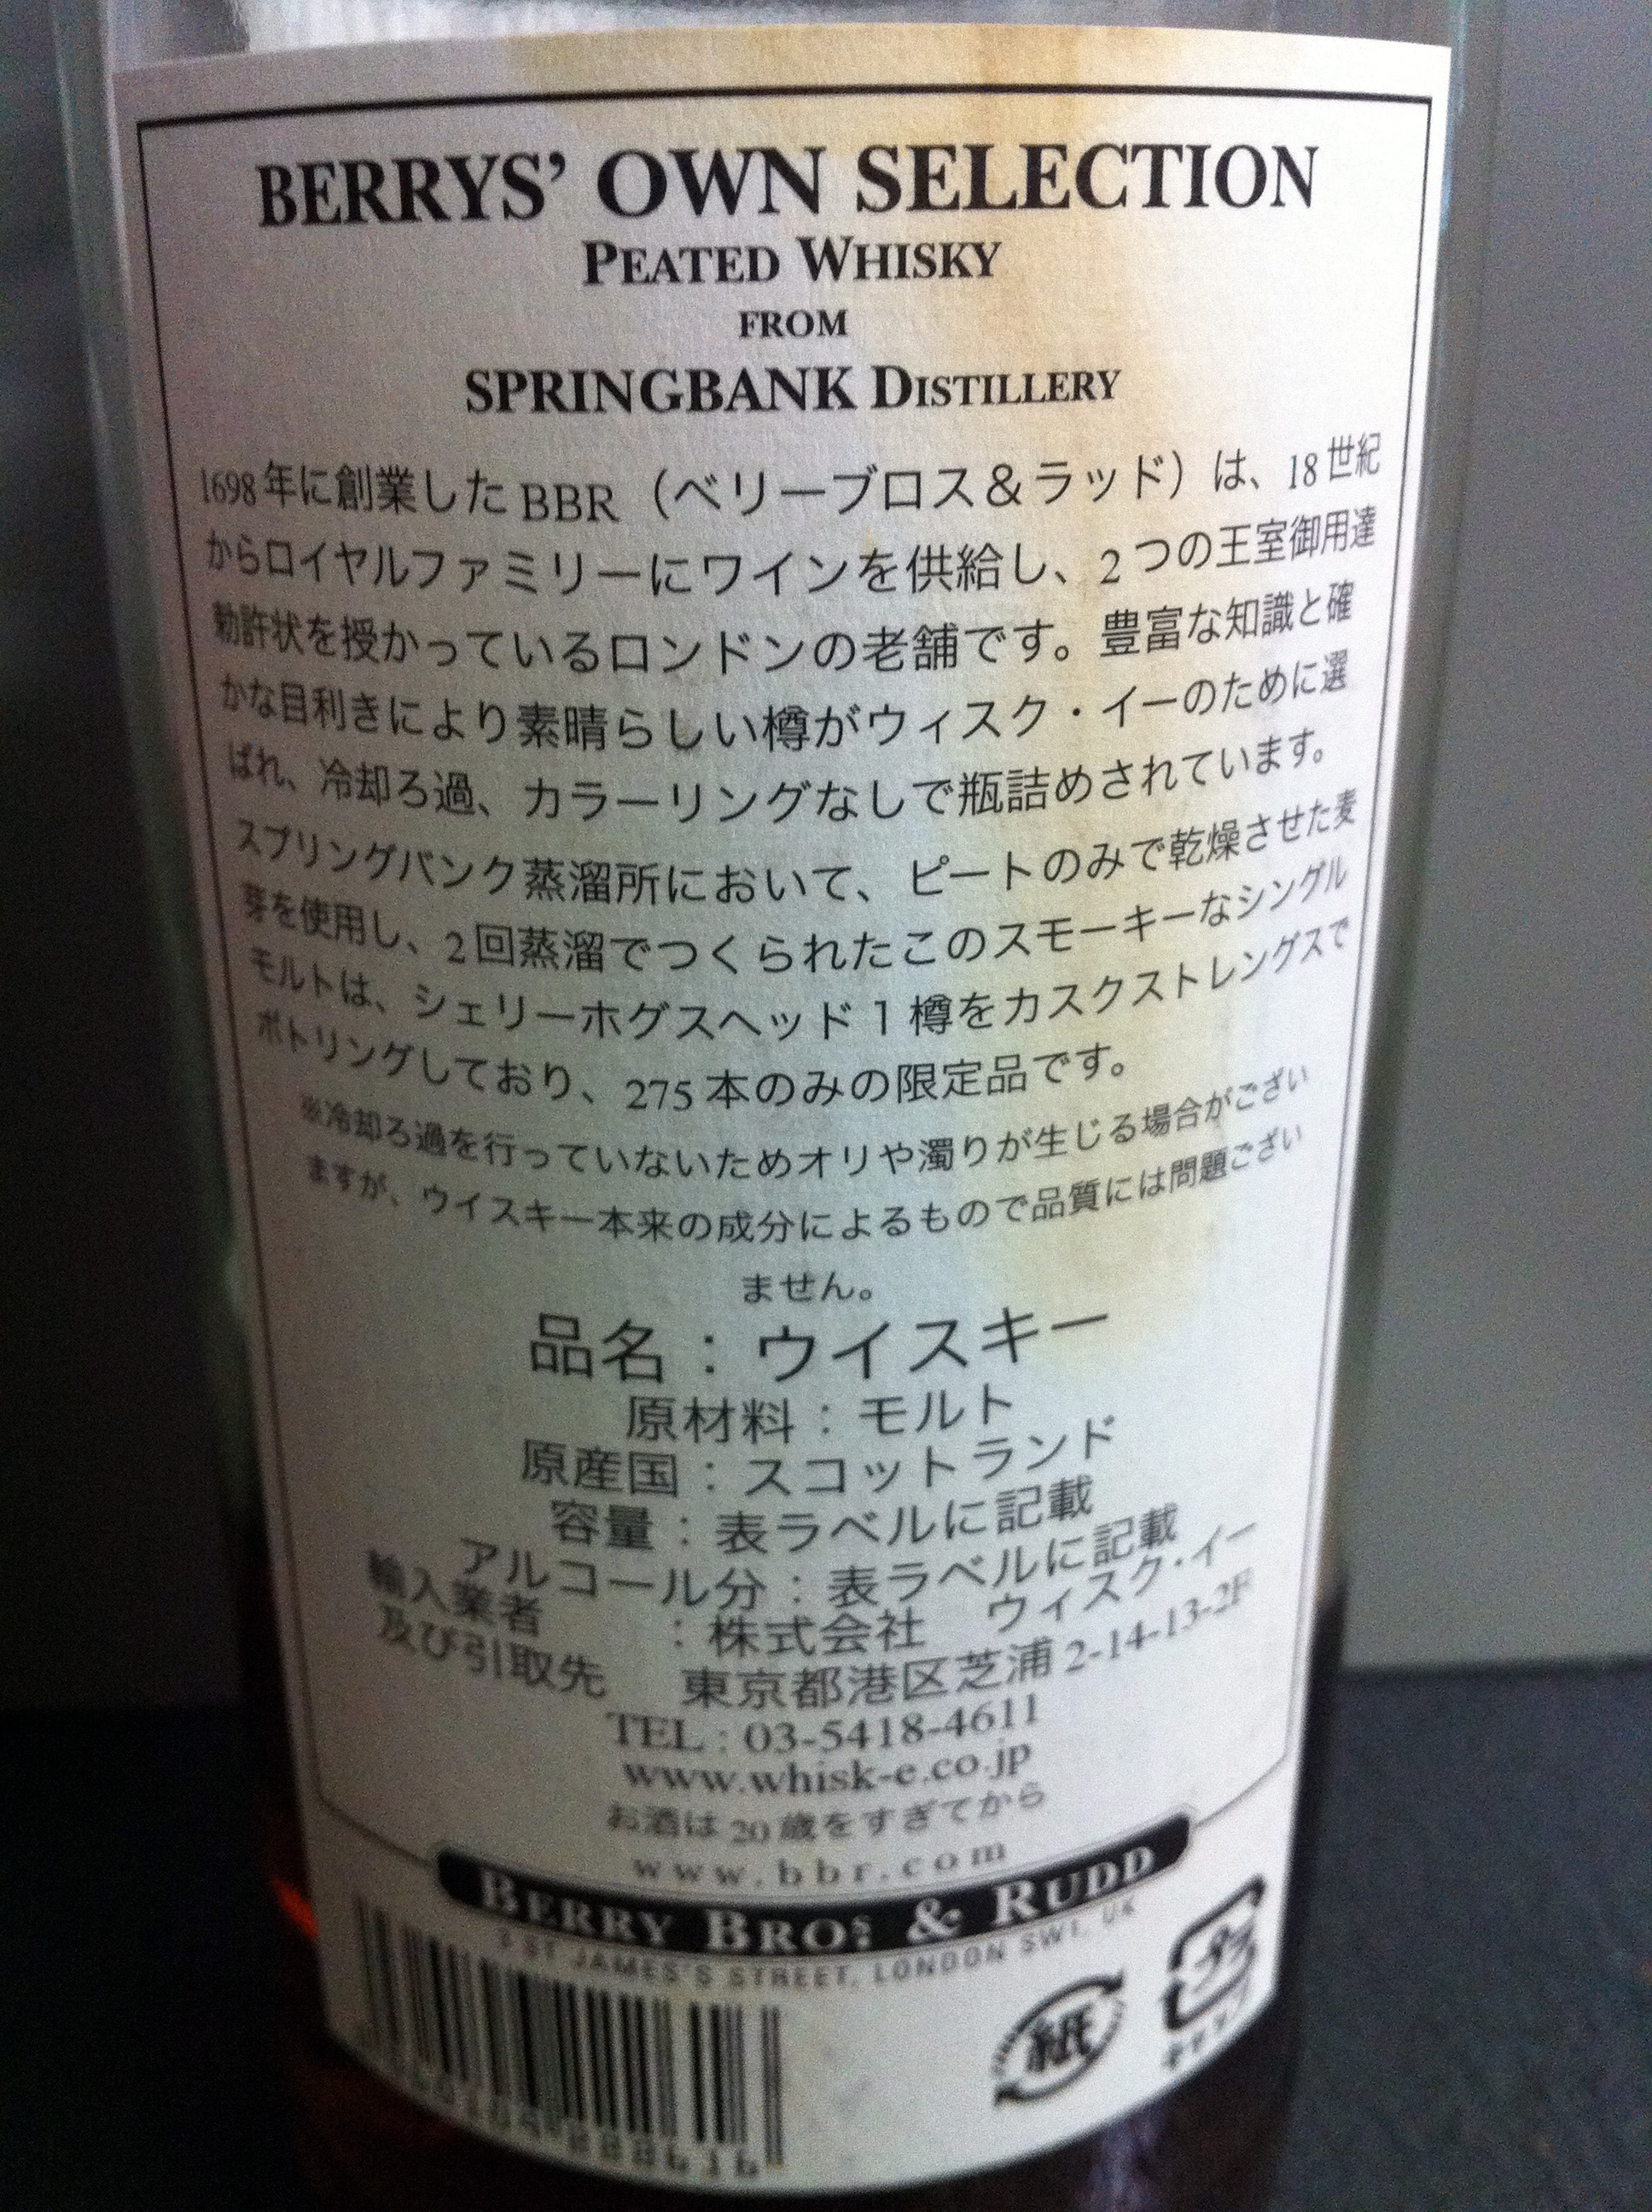 BERRYS' OWN SELECTION
PEATED WHISKY
FROM
SPRINGBANK DISTILLERY
1698年に創業したBBR（ベリーブロス＆ラッド）は、18世紀
からロイヤルファミリーにワインを供給し、2つの王室御用達
勅許状を授かっているロンドンの老舗です。豊富な知識と確
かな目利きにより素晴らしい樽がウィスク・イーのために選
ばれ、冷却ろ過、カラーリングなしで瓶詰めされています。
スプリングバンク蒸溜所において、ピートのみで乾燥させた麦
芽を使用し、2回蒸溜でつくられたこのスモーキーなシングル
モルトは、シェリーホグスヘッド1樽をカスクストレングスで
ボトリングしており、275本のみの限定品です。
※冷却ろ過を行っていないためオリや濁りが生じる場合がござい
ますが、ウイスキー本来の成分によるもので品質には問題ござい
ません。
品名：ウイスキー
原材料：モルト
原産国：スコットランド
容量：表ラベルに記載
アルコール分：表ラベルに記載
輸入業者　：株式会社　ウィスク・イー
及び引取先　東京都港区芝浦2-14-13-2F
TEL : 03-5418-4611
www.whisk-e.co.jp
お酒は20歳をすぎてから
www.bbr.com
BERRY BROS & RUDD
3 ST JAMES'S STREET, LONDON SW1, UK
紙
キャップ